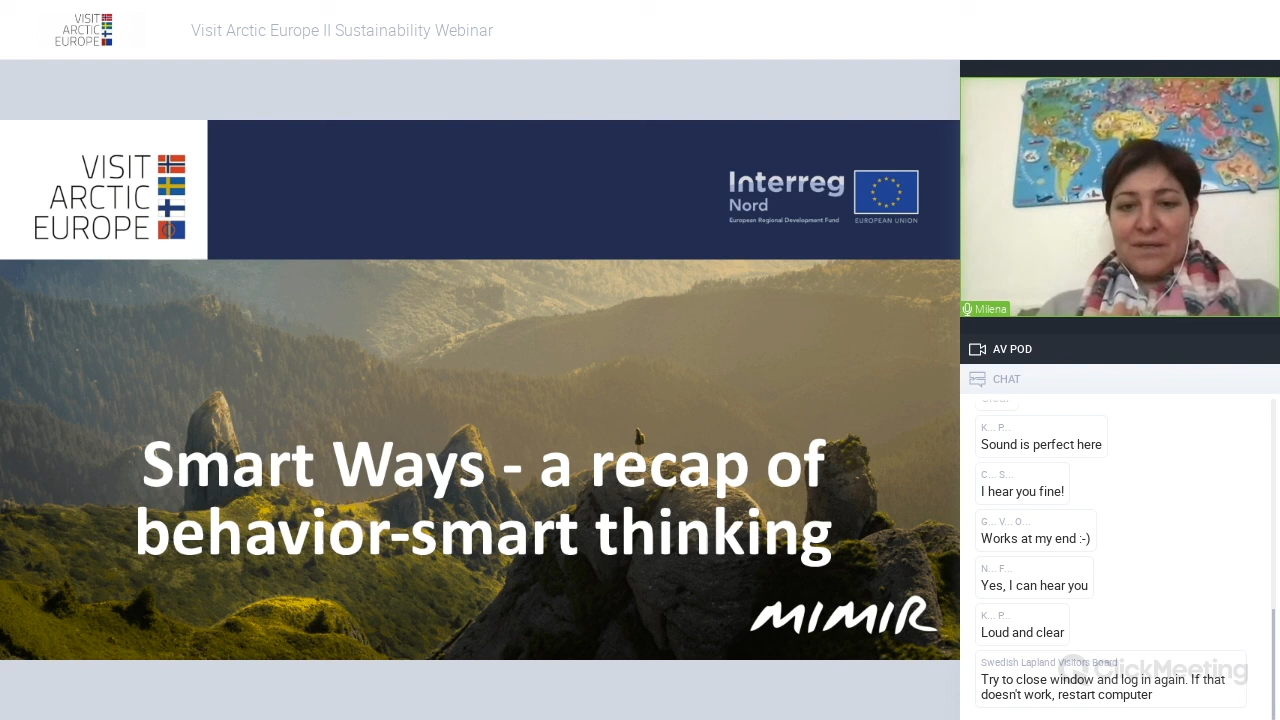 VISIT
ARCTIC
EUROPE
Visit Arctic Europe II Sustainability Webinar
VISIT
ARCTIC
EUROPE
Interreg
Nord
European Regional Development Fund
EUROPEAN UNION
Smart Ways - a recap of
behavior-smart thinking
MIMIR
Milena
AV POD
CHAT
K... P...
Sound is perfect here
C... S...
I hear you fine!
G... V... O...
Works at my end :-)
N... F...
Yes, I can hear you
K... P...
Loud and clear
Swedish Lapland Visitors Board
ClickMeeting
Try to close window and log in again. If that
doesn't work, restart computer